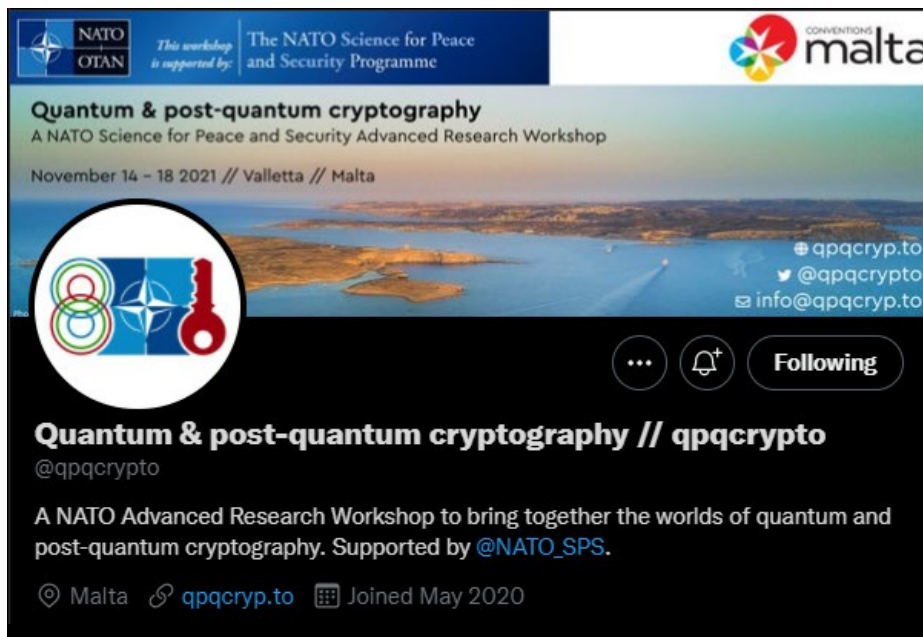 NATO
OTAN
This workshop
is supported by:
The NATO Science for Peace
and Security Programme
CONVENTIONS
malta
Quantum & post-quantum cryptography
A NATO Science for Peace and Security Advanced Research Workshop
November 14 – 18 2021 // Valletta // Malta
qpqcryp.to
@qpqcrypto
info@qpqcryp.to
Following
Quantum & post-quantum cryptography // qpqcrypto
@qpqcrypto
A NATO Advanced Research Workshop to bring together the worlds of quantum and
post-quantum cryptography. Supported by @NATO_SPS.
Malta qpqcryp.to Joined May 2020